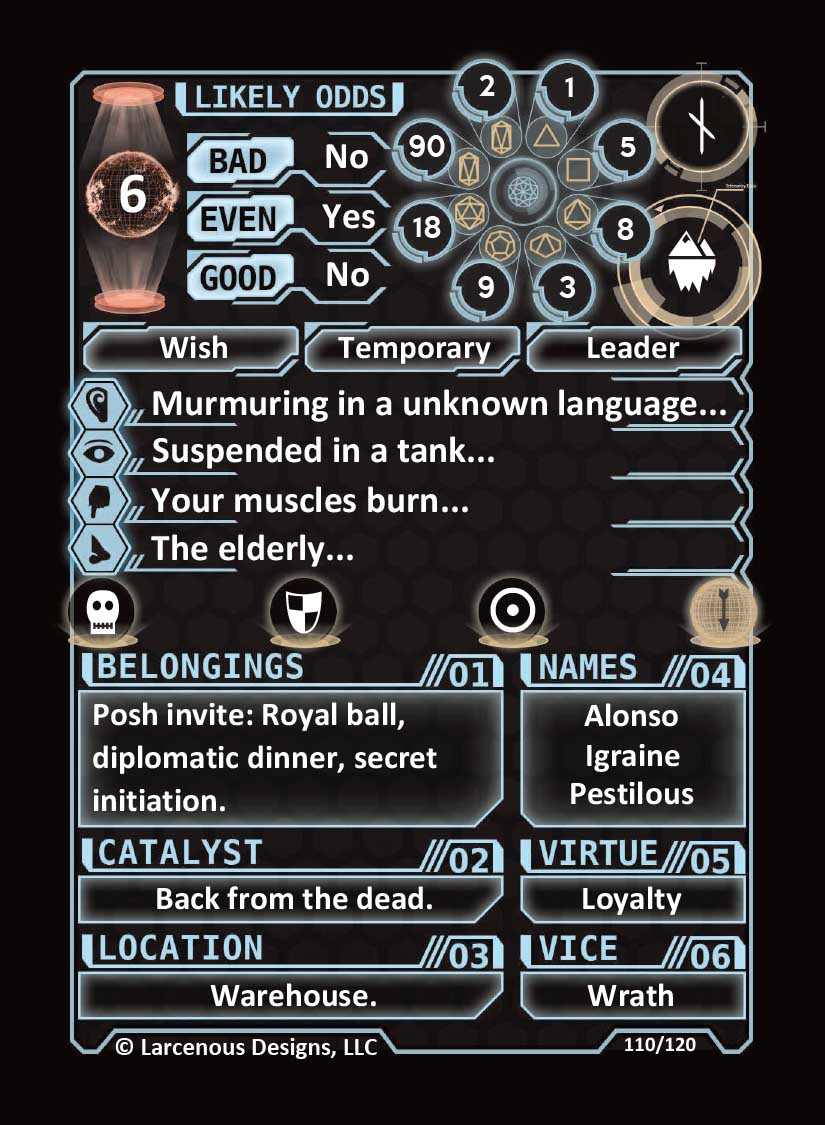 LIKELY ODDS
6
BAD No
EVEN Yes
GOOD No
2
1
90
5
18
8
9
3
Wish
Temporary
Leader
Murmuring in a unknown language...
Suspended in a tank...
Your muscles burn...
The elderly...
BELONGINGS ///01
Posh invite: Royal ball,
diplomatic dinner, secret
initiation.
NAMES ///04
Alonso
Igraine
Pestilous
CATALYST ///02
Back from the dead.
VIRTUE ///05
Loyalty
LOCATION ///03
Warehouse.
VICE ///06
Wrath
© Larcenous Designs, LLC
110/120